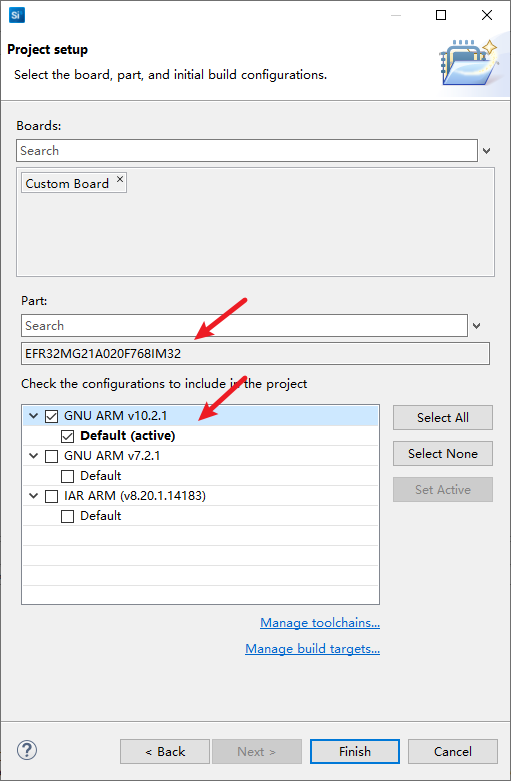 Si
Project setup
Select the board, part, and initial build configurations.
Boards:
Search
Custom Board ×
Part:
Search
EFR32MG21A020F768IM32
Check the configurations to include in the project
GNU ARM v10.2.1
Default (active)
GNU ARM v7.2.1
Default
IAR ARM (v8.20.1.14183)
Default
Select All
Select None
Set Active
Manage toolchains...
Manage build targets...
?
< Back
Next >
Finish
Cancel